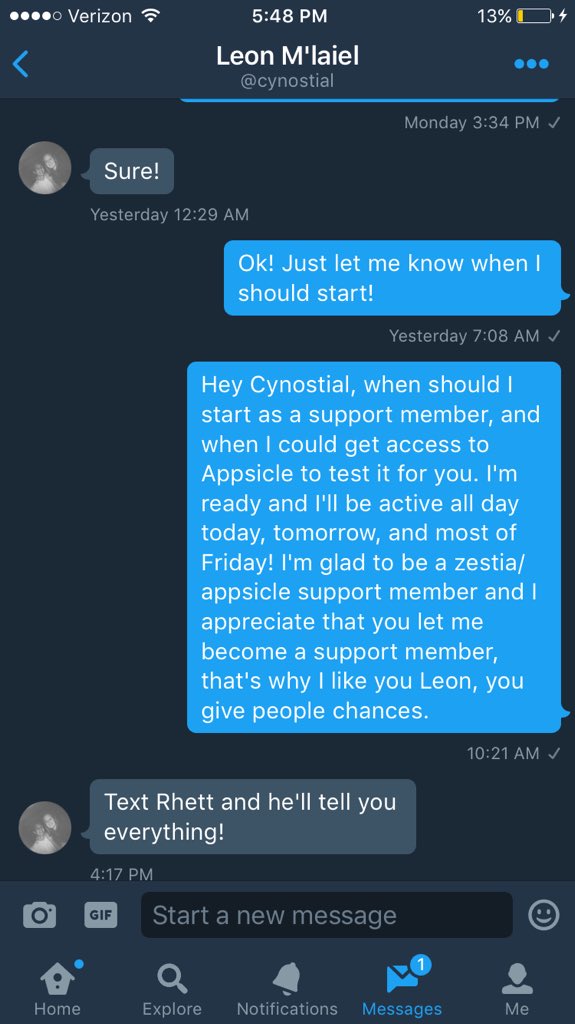 Verizon 5:48 PM 13%
Leon M'laiel
@cynostial
Monday 3:34 PM ✓
Sure!
Yesterday 12:29 AM
Ok! Just let me know when I
should start!
Yesterday 7:08 AM ✓
Hey Cynostial, when should I
start as a support member, and
when I could get access to
Appsicle to test it for you. I'm
ready and I'll be active all day
today, tomorrow, and most of
Friday! I'm glad to be a zestia/
appsicle support member and I
appreciate that you let me
become a support member,
that's why I like you Leon, you
give people chances.
10:21 AM ✓
Text Rhett and he'll tell you
everything!
4:17 PM
GIF Start a new message
1
Home Explore Notifications Messages Me